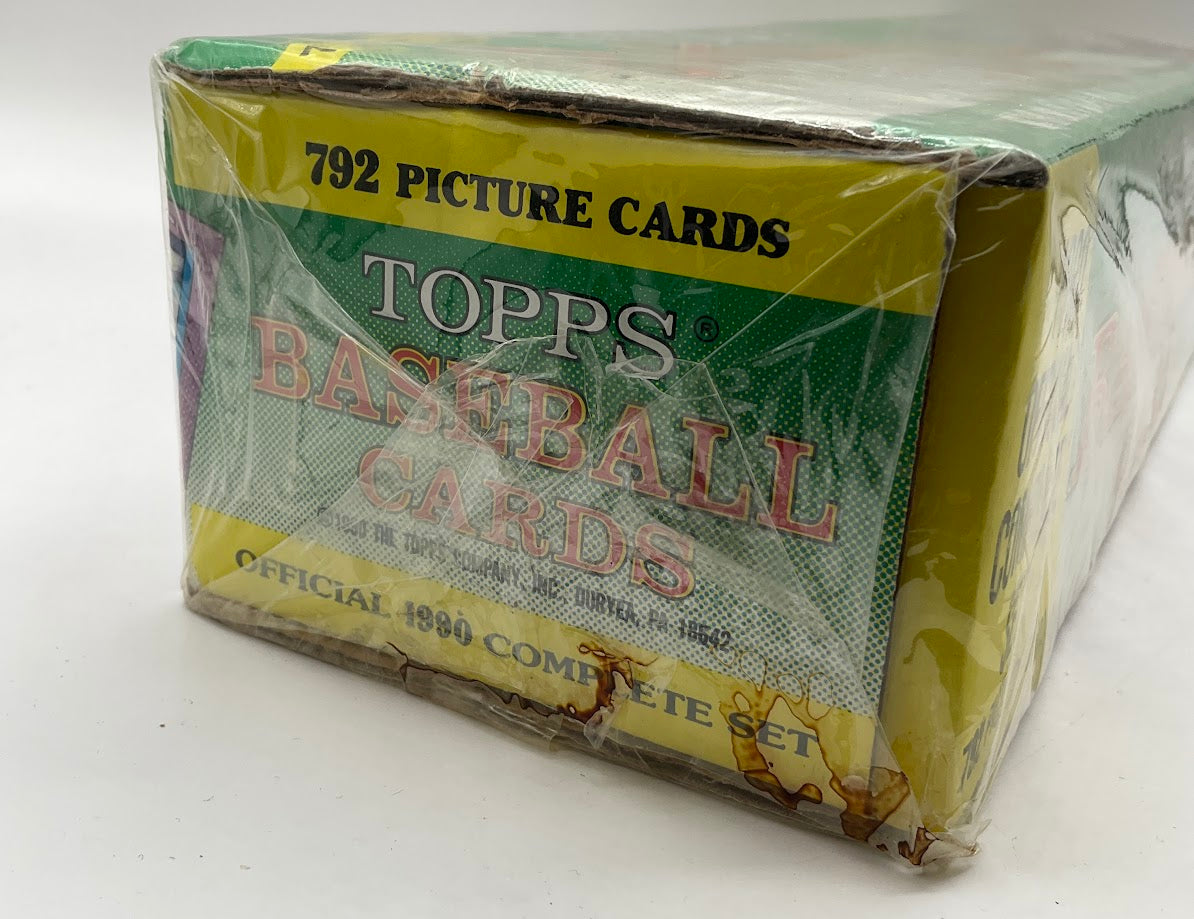 792 PICTURE CARDS
TOPPS®
BASEBALL
CARDS
©1990 THE TOPPS COMPANY, INC., DURYEA, PA 18642
OFFICIAL 1990 COMPLETE SET